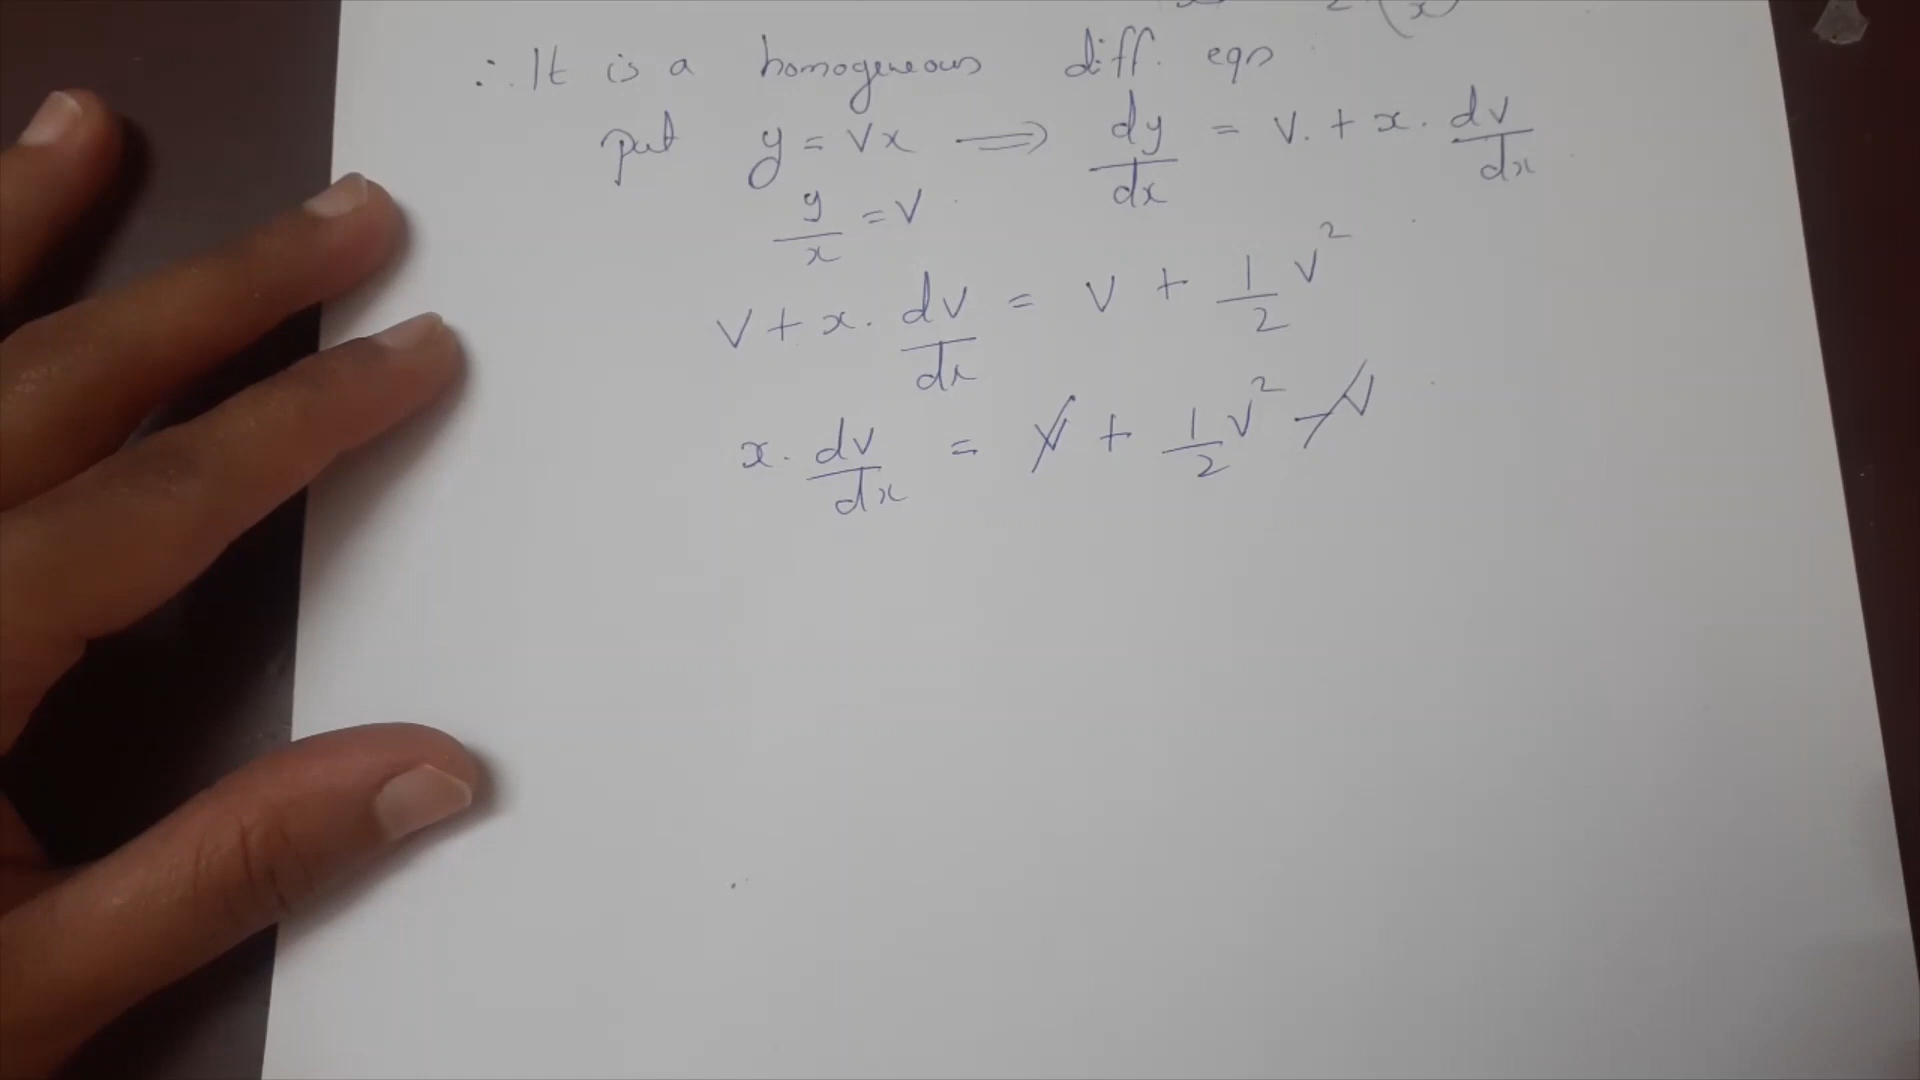 ∴ It is a homogeneous diff. eqn
put y = vx ⟹ dy/dx = v. + x. dv/dx
y/x = v
v + x. dv/dx = v + 1/2 v²
x. dv/dx = v + 1/2 v² - v